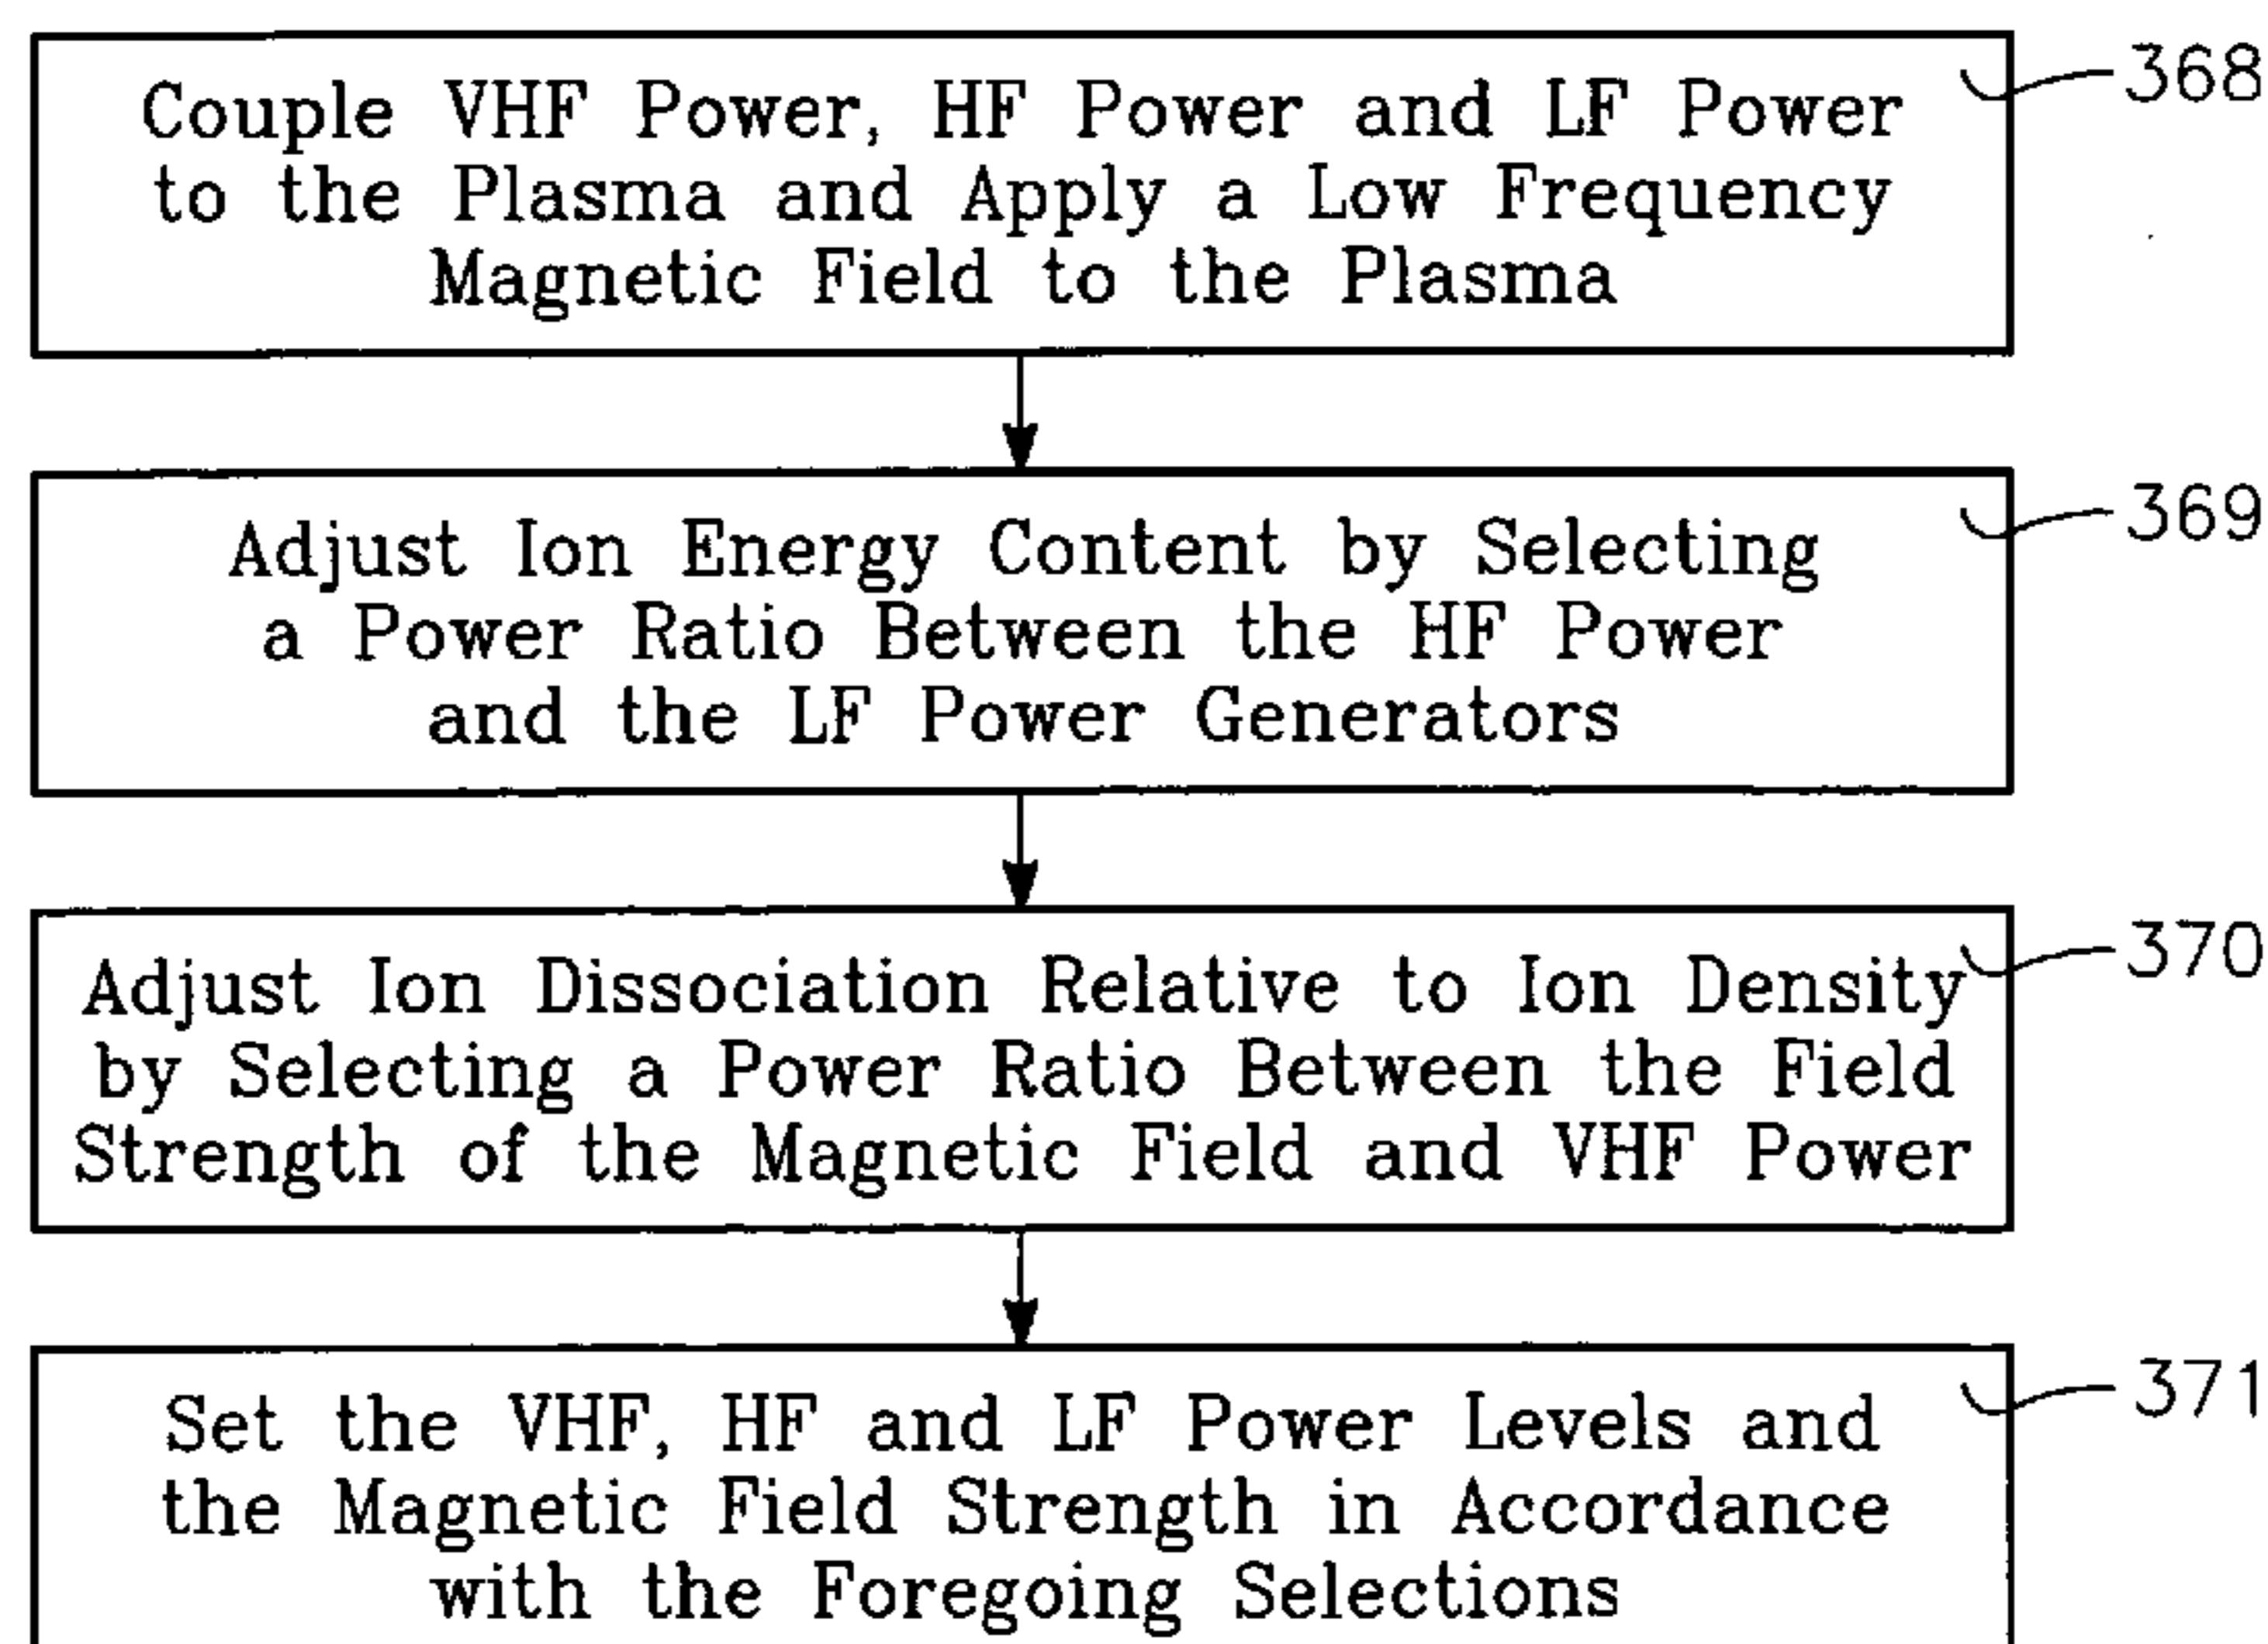 Couple VHF Power, HF Power and LF Power
to the Plasma and Apply a Low Frequency
Magnetic Field to the Plasma
368
Adjust Ion Energy Content by Selecting
a Power Ratio Between the HF Power
and the LF Power Generators
369
Adjust Ion Dissociation Relative to Ion Density
by Selecting a Power Ratio Between the Field
Strength of the Magnetic Field and VHF Power
370
Set the VHF, HF and LF Power Levels and
the Magnetic Field Strength in Accordance
with the Foregoing Selections
371